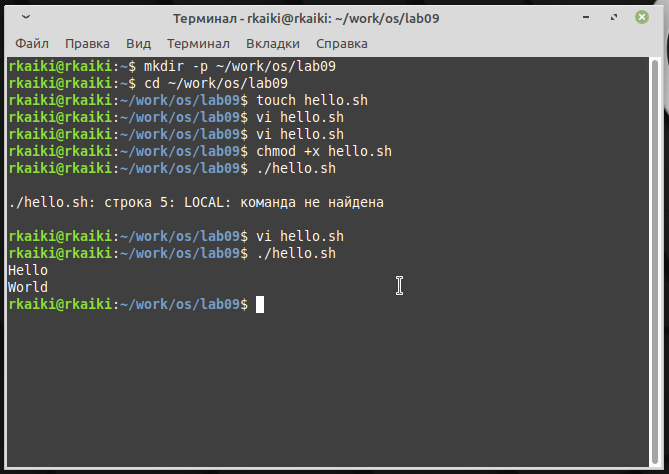 Терминал - rkaiki@rkaiki: ~/work/os/lab09
Файл Правка Вид Терминал Вкладки Справка
rkaiki@rkaiki:~$ mkdir -p ~/work/os/lab09
rkaiki@rkaiki:~$ cd ~/work/os/lab09
rkaiki@rkaiki:~/work/os/lab09$ touch hello.sh
rkaiki@rkaiki:~/work/os/lab09$ vi hello.sh
rkaiki@rkaiki:~/work/os/lab09$ vi hello.sh
rkaiki@rkaiki:~/work/os/lab09$ chmod +x hello.sh
rkaiki@rkaiki:~/work/os/lab09$ ./hello.sh
./hello.sh: строка 5: LOCAL: команда не найдена
rkaiki@rkaiki:~/work/os/lab09$ vi hello.sh
rkaiki@rkaiki:~/work/os/lab09$ ./hello.sh
Hello
World
rkaiki@rkaiki:~/work/os/lab09$